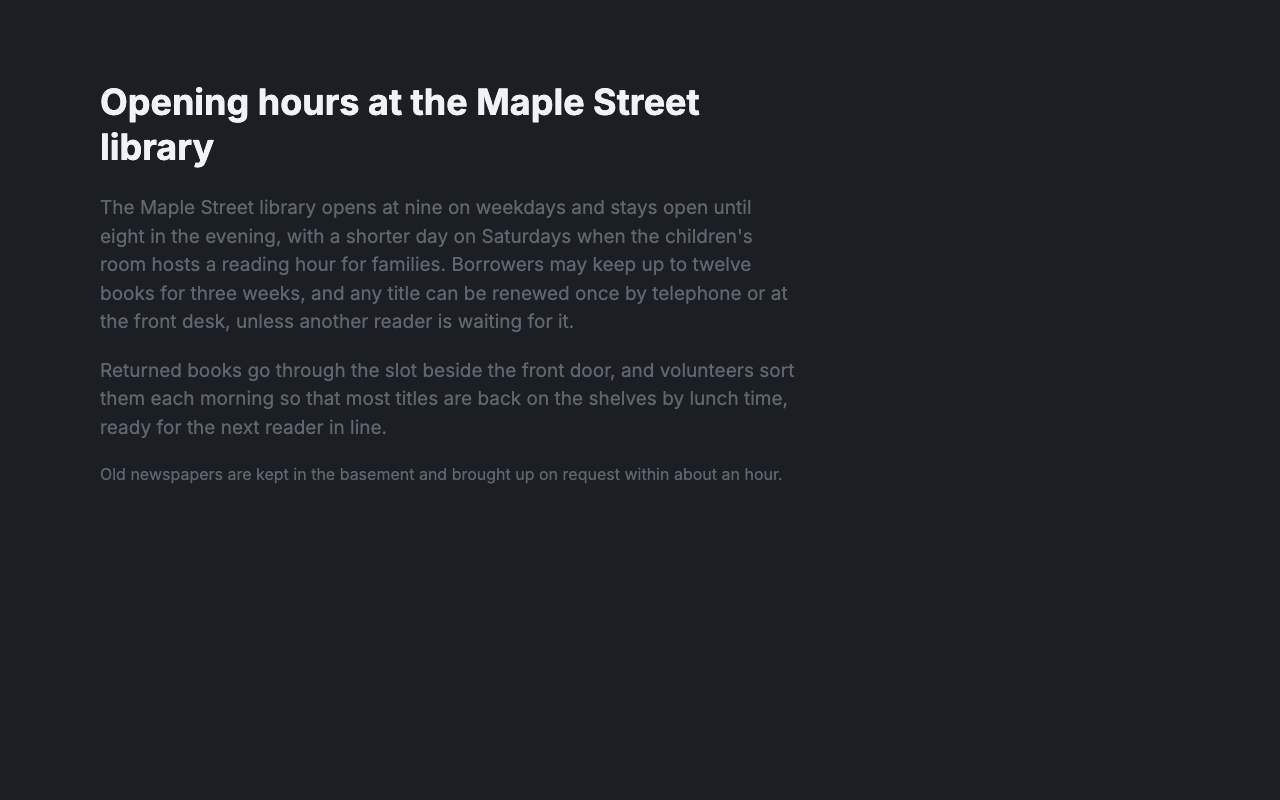 Opening hours at the Maple Street
library
The Maple Street library opens at nine on weekdays and stays open until
eight in the evening, with a shorter day on Saturdays when the children's
room hosts a reading hour for families. Borrowers may keep up to twelve
books for three weeks, and any title can be renewed once by telephone or at
the front desk, unless another reader is waiting for it.
Returned books go through the slot beside the front door, and volunteers sort
them each morning so that most titles are back on the shelves by lunch time,
ready for the next reader in line.
Old newspapers are kept in the basement and brought up on request within about an hour.